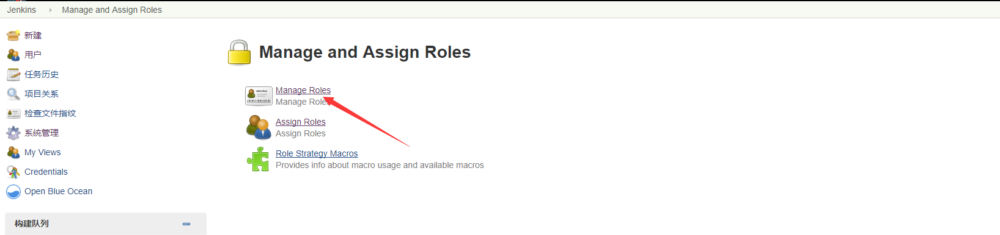 Jenkins
Manage and Assign Roles
新建
用户
任务历史
项目关系
检查文件指纹
系统管理
My Views
Credentials
Open Blue Ocean
构建队列
Manage and Assign Roles
John Doe
Manage Roles
Manage Roles
Assign Roles
Assign Roles
Role Strategy Macros
Provides info about macro usage and available macros